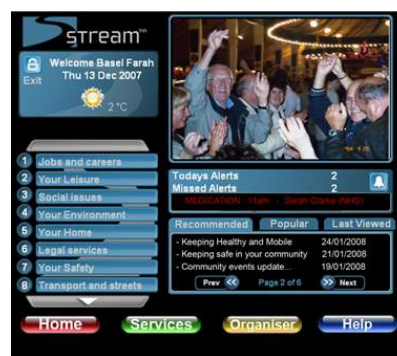 STREAM™
Welcome Basel Farah
Thu 13 Dec 2007
Exit
2 °C
1 Jobs and careers
2 Your Leisure
3 Social issues
4 Your Environment
5 Your Home
6 Legal services
7 Your Safety
8 Transport and streets
'04 9 25
Todays Alerts 2
Missed Alerts 2
MEDICATION : 11am - Sarah Clarke (NHS)
Recommended Popular Last Viewed
- Keeping Healthy and Mobile 24/01/2008
- Keeping safe in your community 21/01/2008
- Community events update... 19/01/2008
Prev Page 2 of 6 Next
Home Services Organiser Help